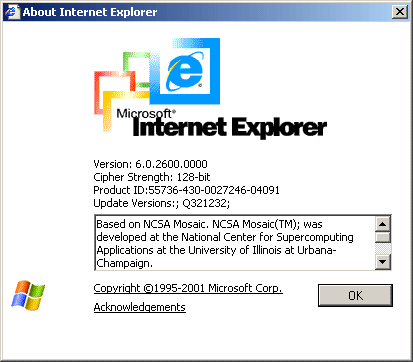 About Internet Explorer
Microsoft®
Internet Explorer
Version: 6.0.2600.0000
Cipher Strength: 128-bit
Product ID:55736-430-0027246-04091
Update Versions:; Q321232;
Based on NCSA Mosaic. NCSA Mosaic(TM); was
developed at the National Center for Supercomputing
Applications at the University of Illinois at Urbana-
Champaign.
Copyright ©1995-2001 Microsoft Corp.
OK
Acknowledgements